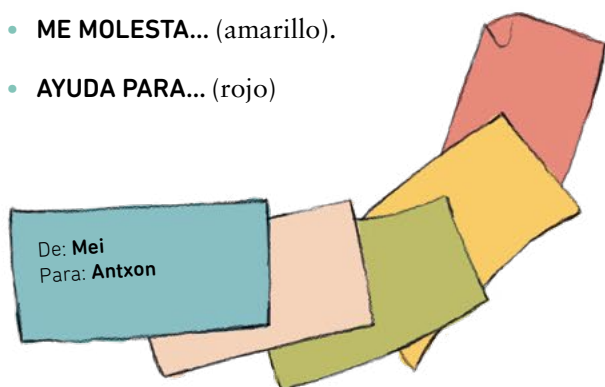 • ME MOLESTA... (amarillo).
• AYUDA PARA... (rojo)
De: Mei
Para: Antxon